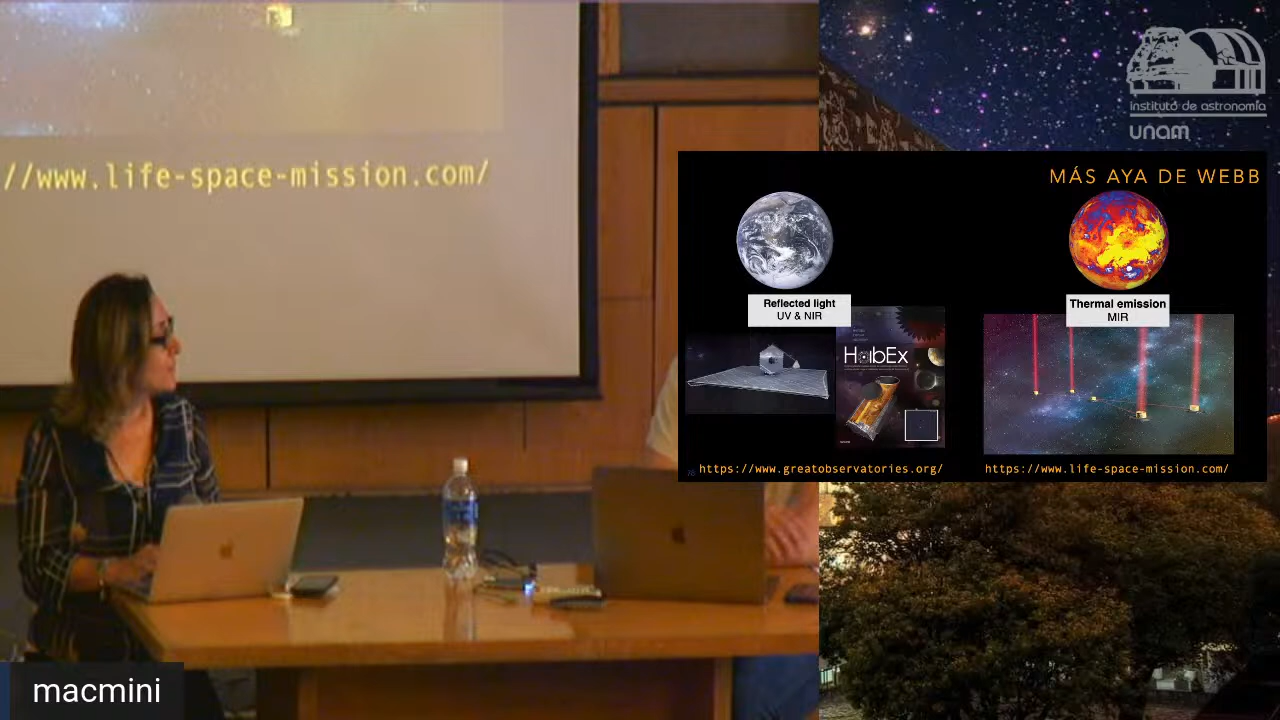 //www.life-space-mission.com/
instituto de astronomía
unam
MÁS AYA DE WEBB
Reflected light
UV & NIR
Thermal emission
MIR
HabEx
https://www.greatobservatories.org/
https://www.life-space-mission.com/
macmini